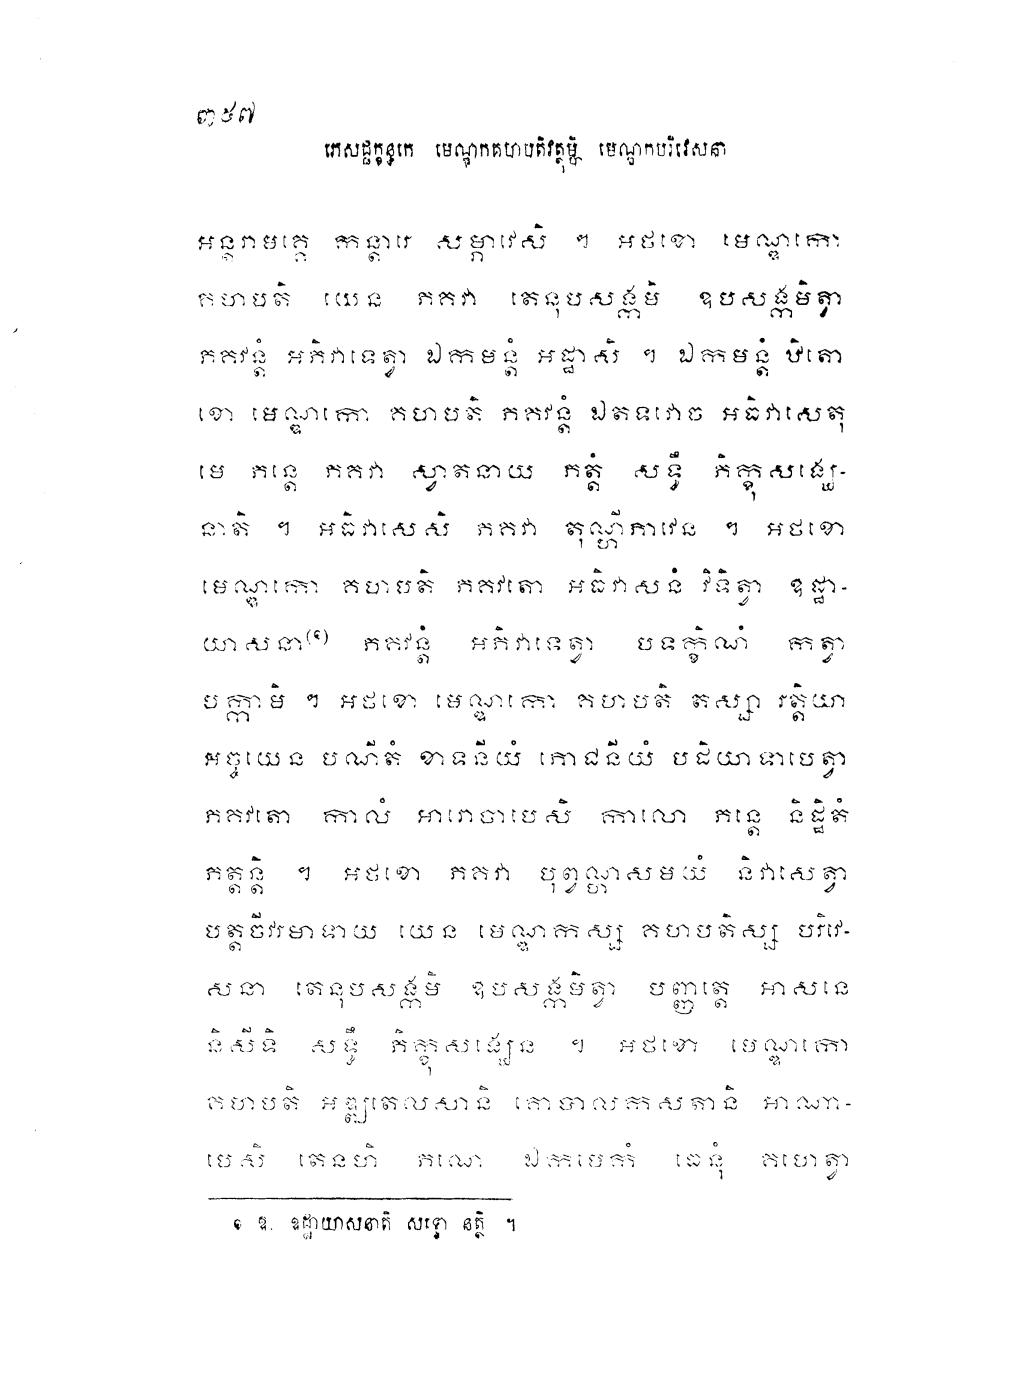 ៣៥៧
ភេសជ្ជក្ខន្ធកេ មេណ្ឌកគហបតិវត្ថុម្ហិ មេណ្ឌកបរិវេសនា
អន្តរាមគ្គេ កន្តារេ សម្ភាវេសិ ។ អថខោ មេណ្ឌកោ
គហបតិ យេន ភគវា តេនុបសង្កមិ ឧបសង្កមិត្វា
ភគវន្តំ អភិវាទេត្វា ឯកមន្តំ អដ្ឋាសិ ។ ឯកមន្តំ ឋិតោ
ខោ មេណ្ឌកោ គហបតិ ភគវន្តំ ឯតទវោច អធិវាសេតុ
មេ ភន្តេ ភគវា ស្វាតនាយ ភត្តំ សទ្ធឹ ភិក្ខុសង្ឃេ-
នាតិ ។ អធិវាសេសិ ភគវា តុណ្ហីភាវេន ។ អថខោ
មេណ្ឌកោ គហបតិ ភគវតោ អធិវាសនំ វិទិត្វា ឧដ្ឋា-
យាសនា(១) ភគវន្តំ អភិវាទេត្វា បទក្ខិណំ កត្វា
បក្កាមិ ។ អថខោ មេណ្ឌកោ គហបតិ តស្សា រត្តិយា
អច្ចយេន បណីតំ ខាទនីយំ ភោជនីយំ បដិយាទាបេត្វា
ភគវតោ កាលំ អារោចាបេសិ កាលោ ភន្តេ និដ្ឋិតំ
ភត្តន្តិ ។ អថខោ ភគវា បុព្វណ្ហសមយំ និវាសេត្វា
បត្តចីវរមាទាយ យេន មេណ្ឌកស្ស គហបតិស្ស បរិវេ-
សនា តេនុបសង្កមិ ឧបសង្កមិត្វា បញ្ញត្តេ អាសនេ
និសីទិ សទ្ធឹ ភិក្ខុសង្ឃេន ។ អថខោ មេណ្ឌកោ
គហបតិ អឌ្ឍតេលសានិ គោបាលកសតានិ អាណា-
បេសិ តេនហិ ភណេ ឯកមេកំ ធេនុំ គហេត្វា
១ ឱ. ឧដ្ឋាយាសនាតិ សទ្ទោ នត្ថិ ។